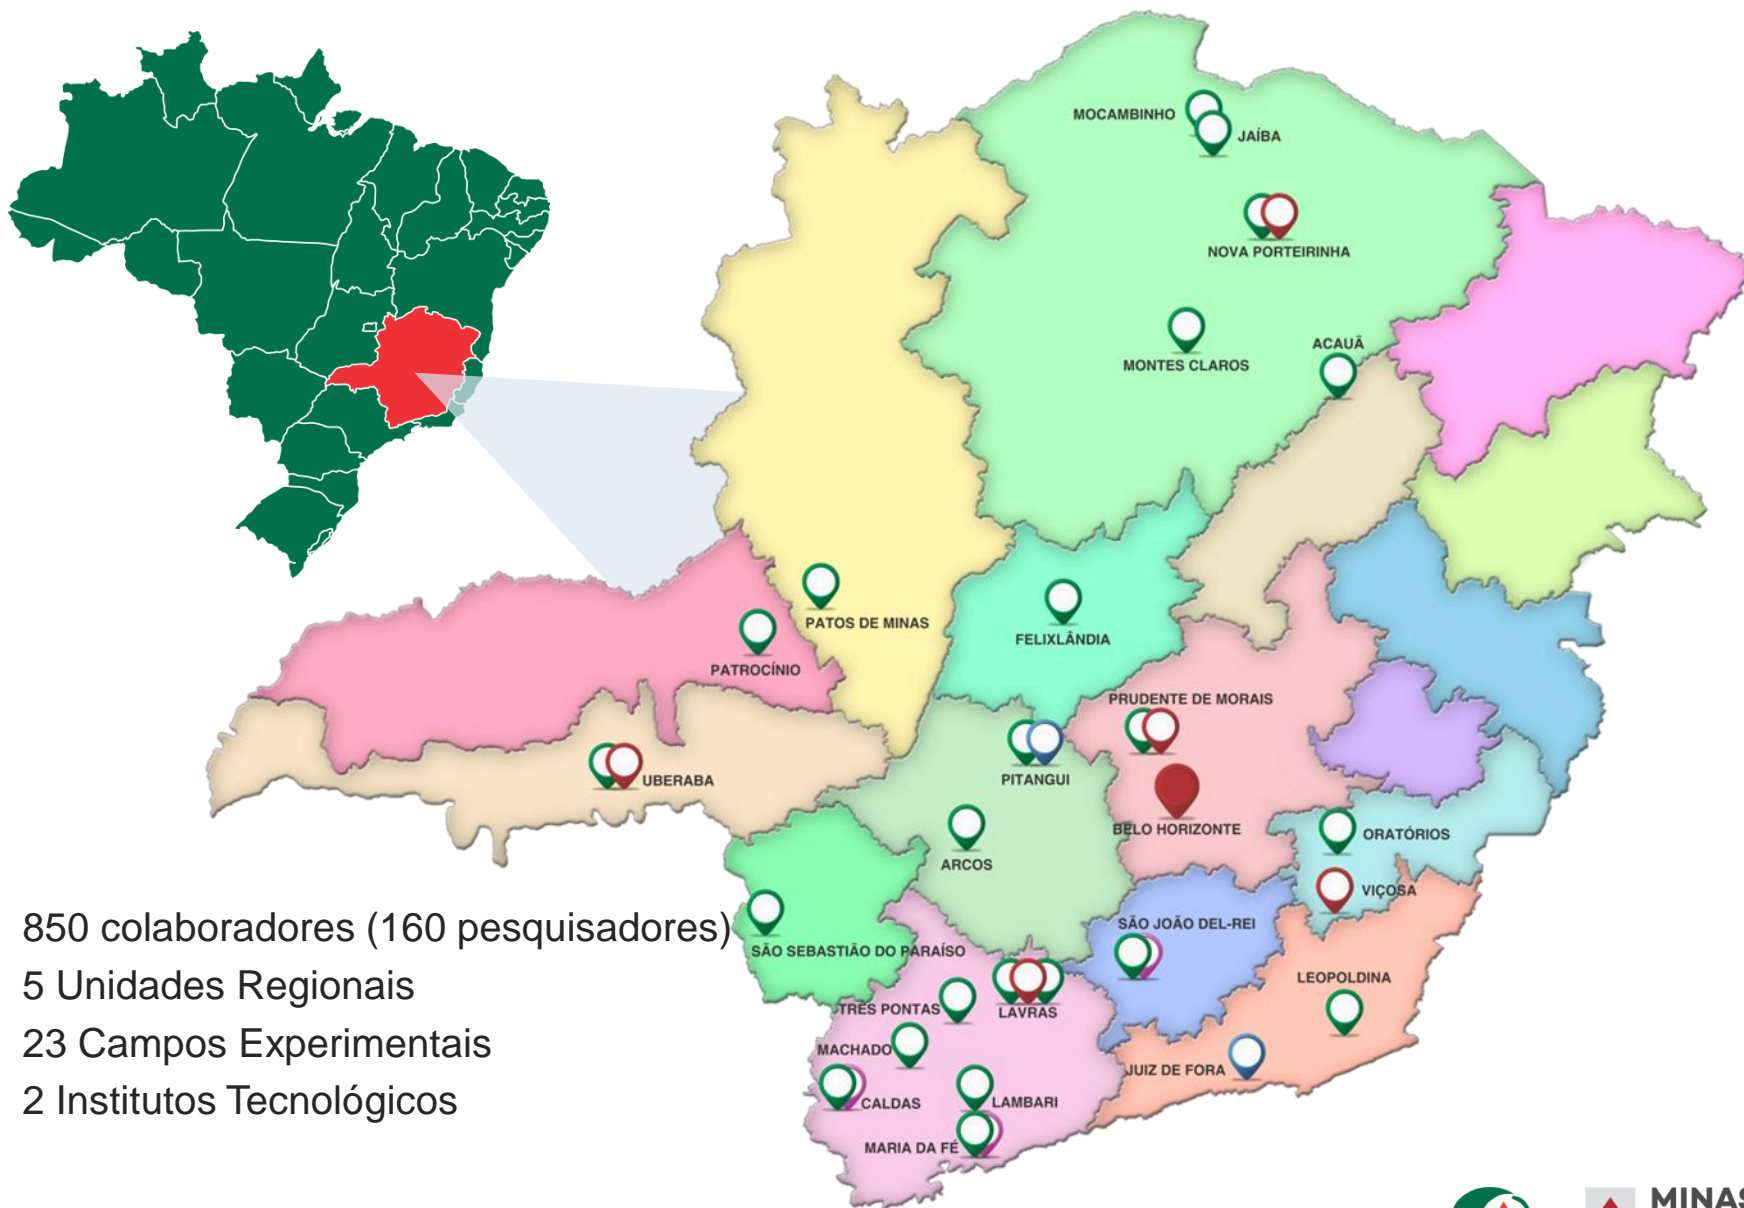 MOCAMBINHO
JAÍBA
NOVA PORTEIRINHA
MONTES CLAROS
ACAUÃ
PATOS DE MINAS
FELIXLÂNDIA
PATROCÍNIO
PRUDENTE DE MORAIS
UBERABA
PITANGUI
BELO HORIZONTE
ORATÓRIOS
ARCOS
VIÇOSA
SÃO JOÃO DEL-REI
SÃO SEBASTIÃO DO PARAÍSO
LEOPOLDINA
TRÊS PONTAS
LAVRAS
MACHADO
JUIZ DE FORA
CALDAS
LAMBARI
MARIA DA FÉ
850 colaboradores (160 pesquisadores)
5 Unidades Regionais
23 Campos Experimentais
2 Institutos Tecnológicos
MINAS